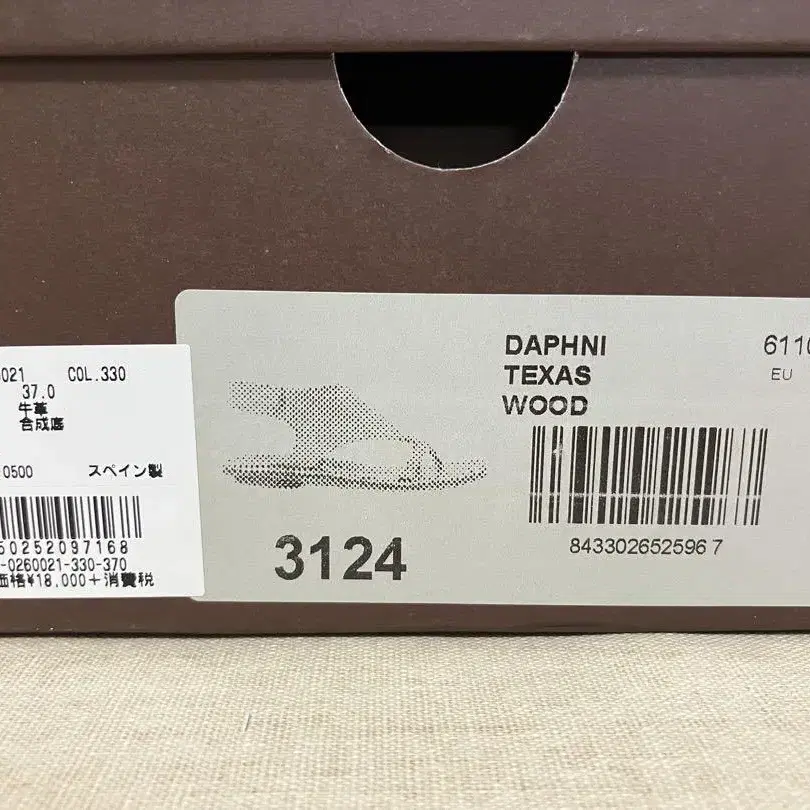 021 COL.330
37.0
牛革
合成底
0500 スペイン製
50252097168
-0260021-330-370
価格¥18,000+消費税
DAPHNI
TEXAS
WOOD
6110
EU
3124
843302652596 7